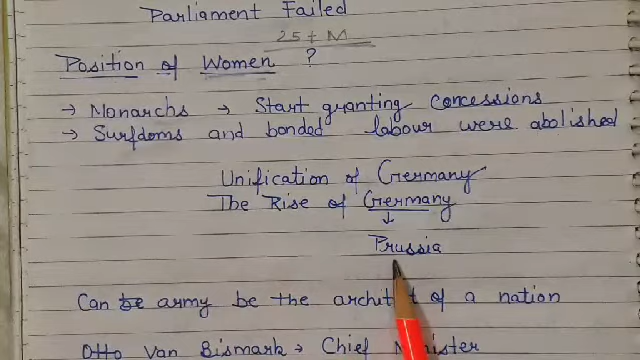 Parliament Failed
25 + M
Position of Women ?
→ Monarchs → Start granting concessions
→ Surfdoms and bonded labour were abolished
Unification of Germany
The Rise of Germany
↓
Prussia
Can be army be the archit t of a nation
Otto Van Bismark → Chief Minister